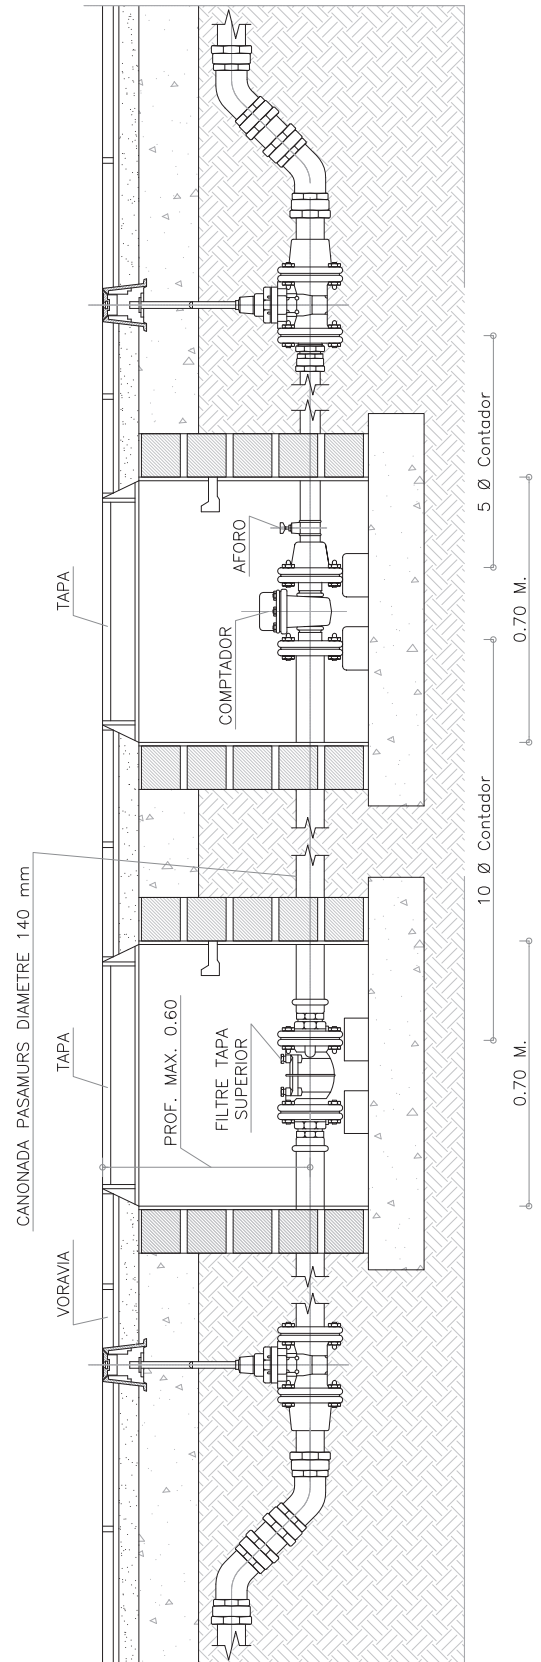 CANONADA PASAMURS DIAMETRE 140 mm
VORAVIA
TAPA
TAPA
PROF. MAX. 0.60
FILTRE TAPA
SUPERIOR
COMPTADOR
AFORO
10 Ø Contador
5 Ø Contador
0.70 M.
0.70 M.